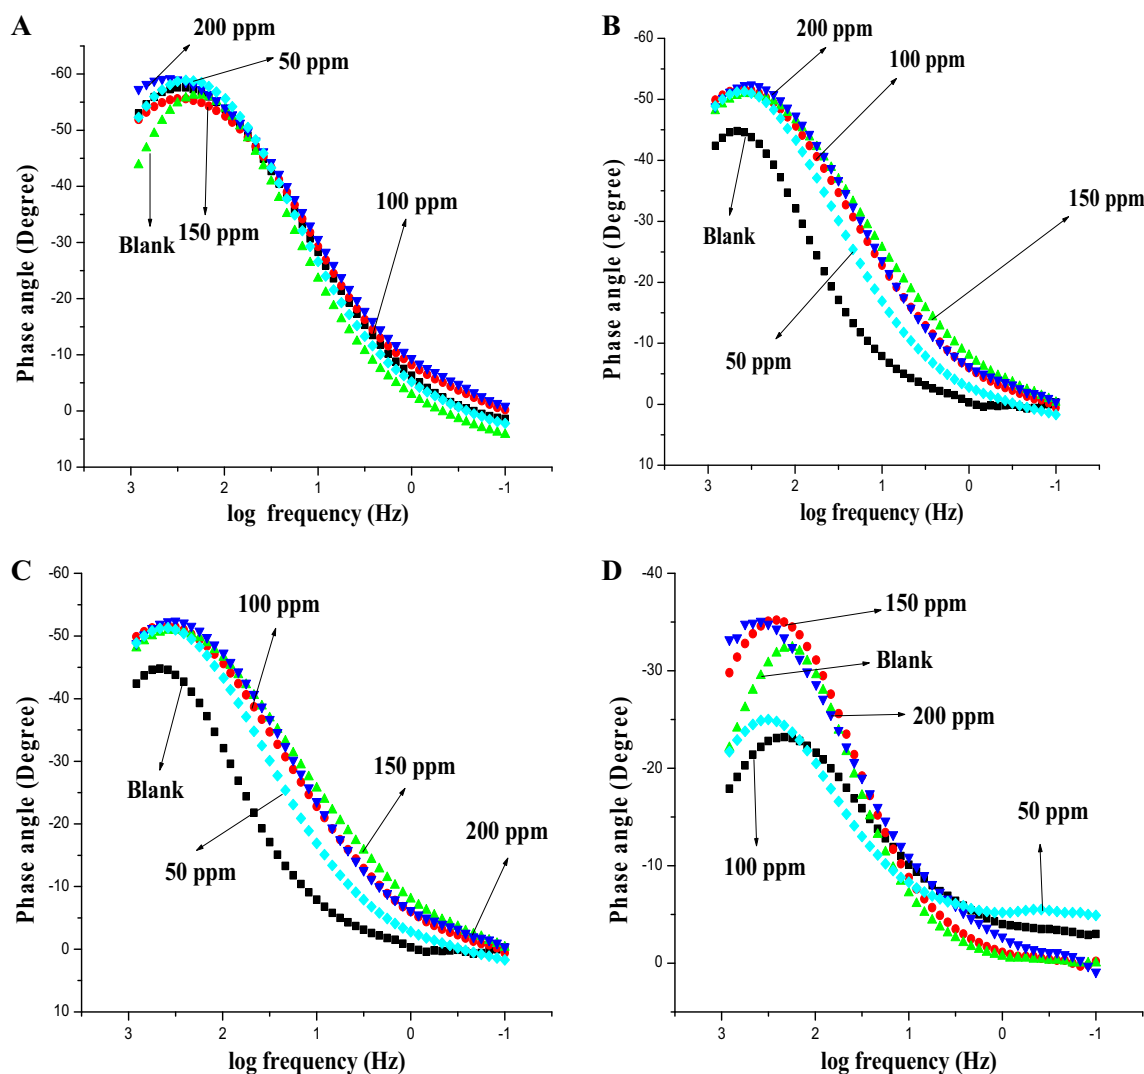 A
200 ppm
50 ppm
-60
-50
-40
-30
-20
-10
0
10
Phase angle (Degree)
Blank
150 ppm
100 ppm
3
2
1
0
-1
log frequency (Hz)
B
200 ppm
100 ppm
-60
-50
-40
-30
-20
-10
0
10
Phase angle (Degree)
Blank
150 ppm
50 ppm
3
2
1
0
-1
log frequency (Hz)
C
100 ppm
-60
-50
-40
-30
-20
-10
0
10
Phase angle (Degree)
Blank
150 ppm
50 ppm
200 ppm
3
2
1
0
-1
log frequency (Hz)
D
150 ppm
Blank
200 ppm
50 ppm
100 ppm
-40
-30
-20
-10
0
Phase angle (Degree)
3
2
1
0
-1
log frequency (Hz)